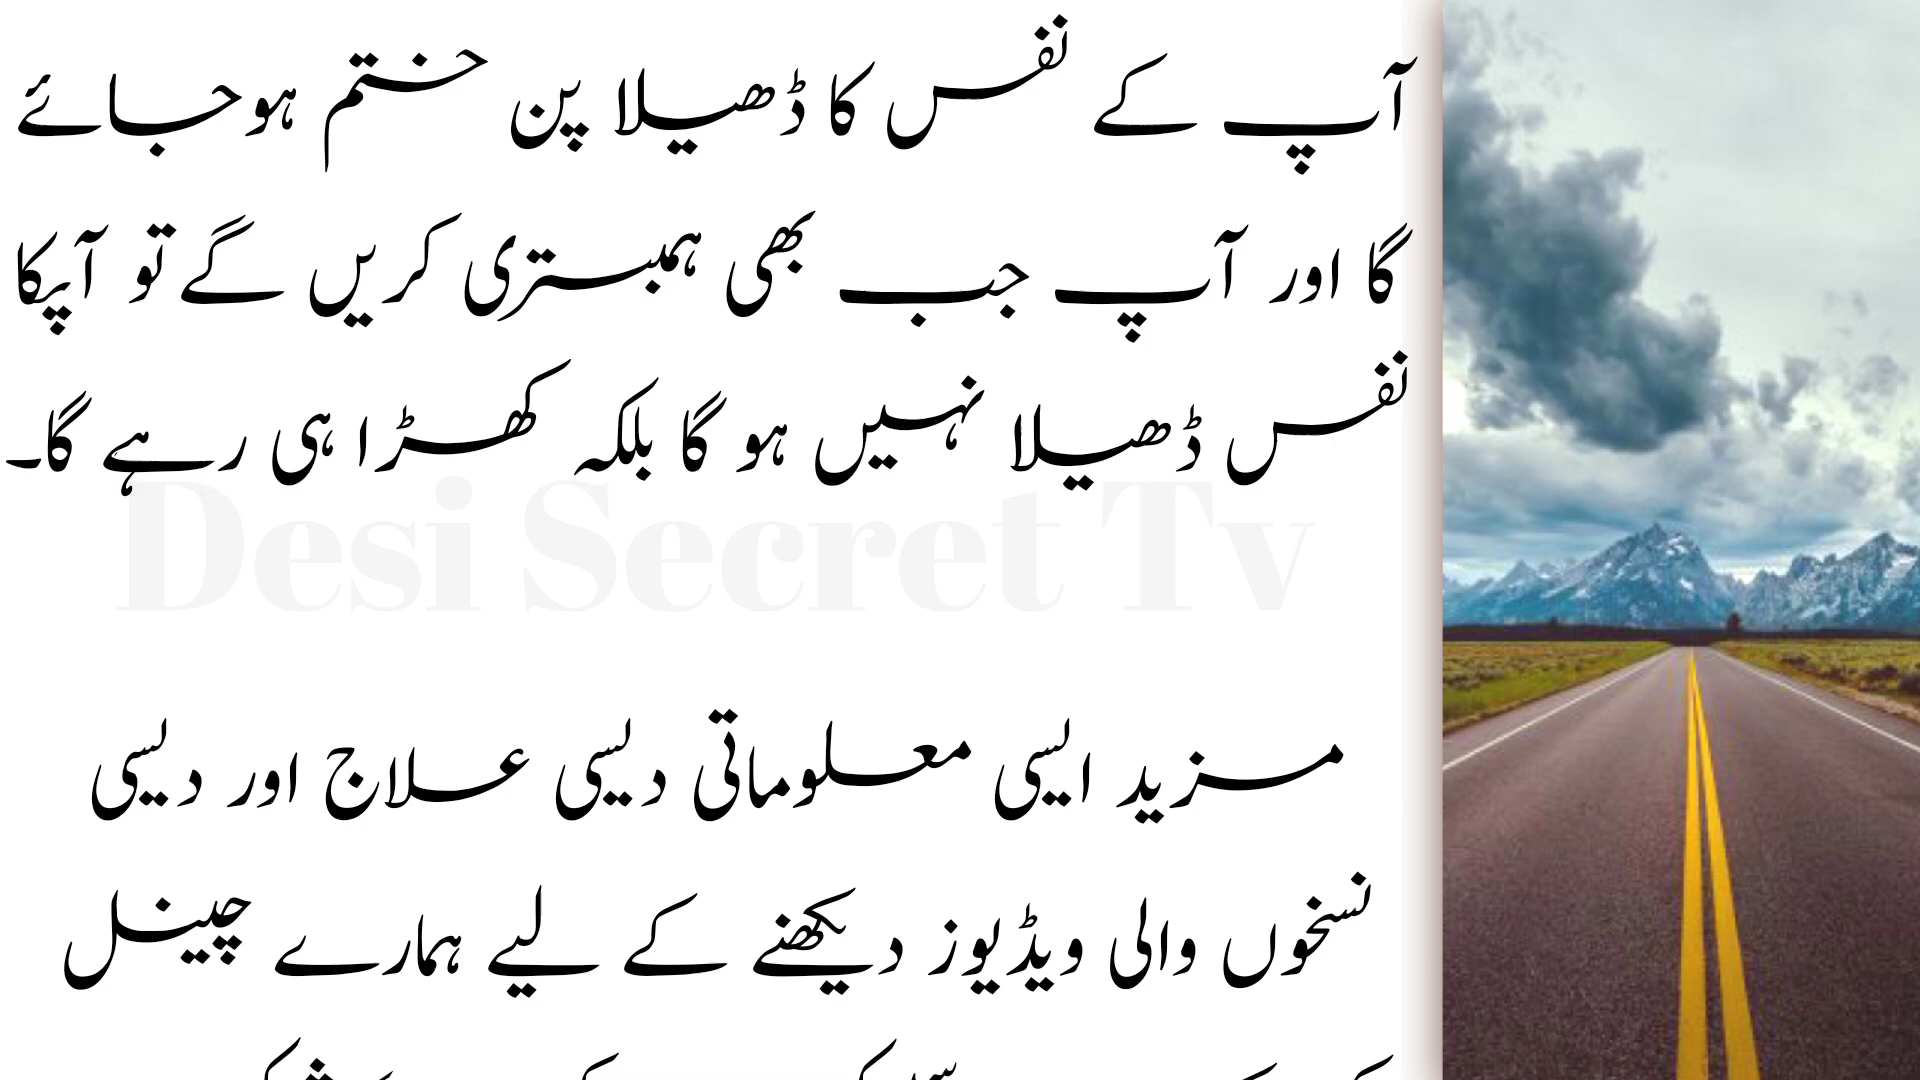 آپ کے نفس کا ڈھیلا پن ختم ہوجائے
گا اور آپ جب بھی ہمبستری کریں گے تو آپکا
نفس ڈھیلا نہیں ہو گا بلکہ کھڑا ہی رہے گا۔
Desi Secret Tv
مزید ایسی معلوماتی دیسی علاج اور دیسی
نسخوں والی ویڈیوز دیکھنے کے لیے ہمارے چینل